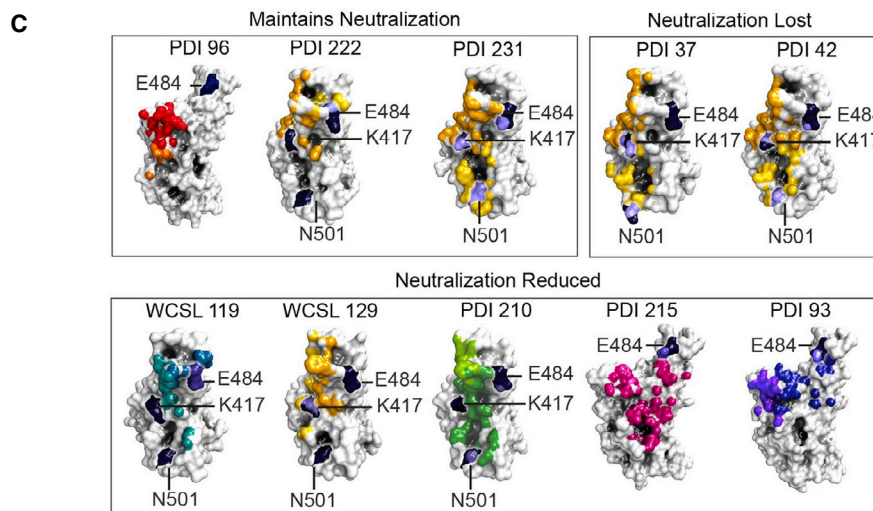 C
Maintains Neutralization
Neutralization Lost
PDI 96
PDI 222
PDI 231
PDI 37
PDI 42
E484
E484
K417
N501
E484
K417
N501
E484
K417
N501
E48
K417
N501
Neutralization Reduced
WCSL 119
WCSL 129
PDI 210
PDI 215
PDI 93
E484
K417
N501
E484
K417
N501
E484
K417
N501
E484
E484